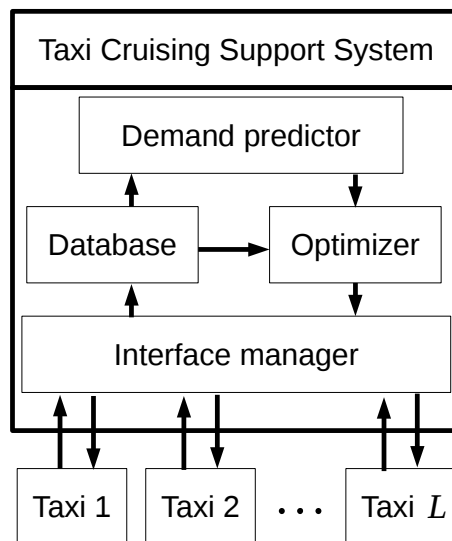 Taxi Cruising Support System
Demand predictor
Database
Optimizer
Interface manager
Taxi 1
Taxi 2
...
Taxi L